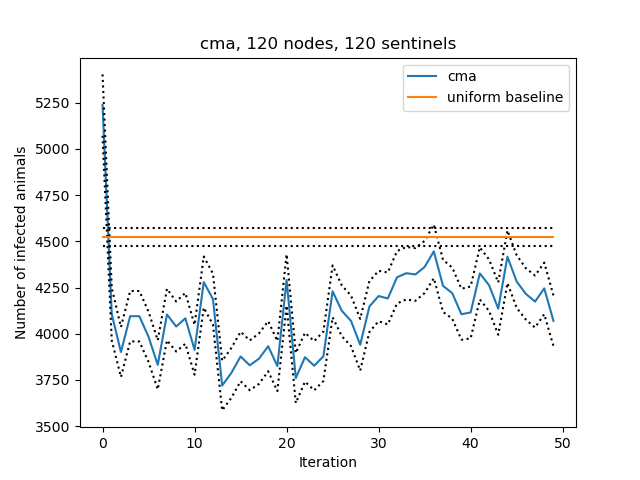 cma, 120 nodes, 120 sentinels
cma
uniform baseline
Number of infected animals
5250
5000
4750
4500
4250
4000
3750
3500
0 10 20 30 40 50
Iteration